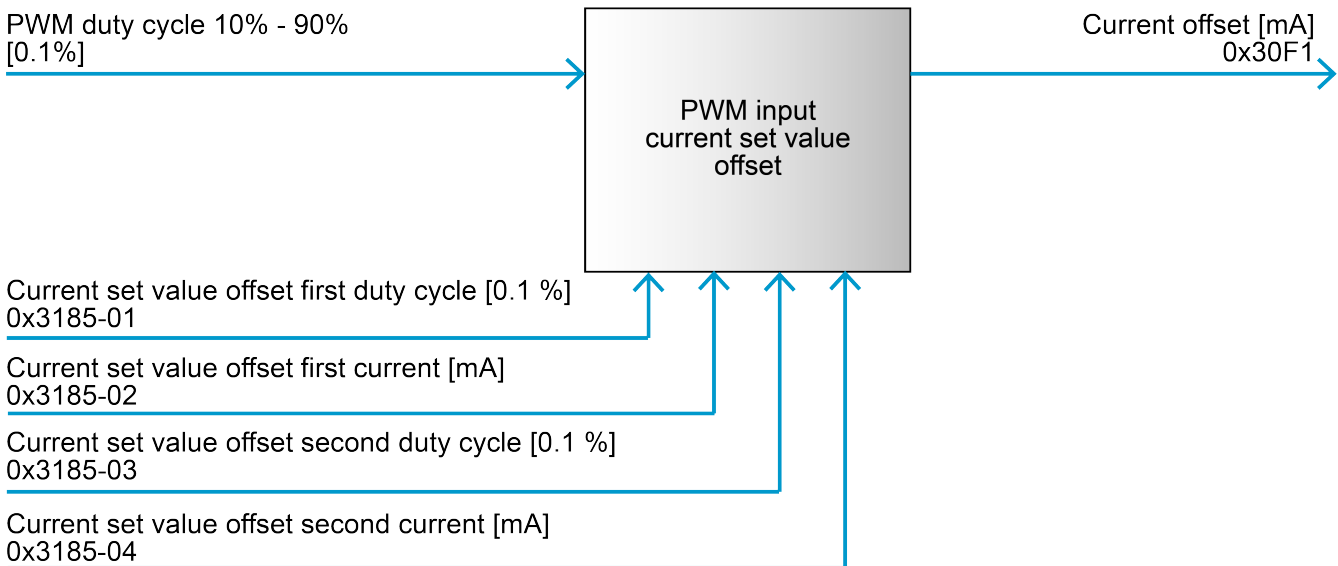 PWM duty cycle 10% - 90%
[0.1%]
Current offset [mA]
0x30F1
PWM input
current set value
offset
Current set value offset first duty cycle [0.1 %]
0x3185-01
Current set value offset first current [mA]
0x3185-02
Current set value offset second duty cycle [0.1 %]
0x3185-03
Current set value offset second current [mA]
0x3185-04